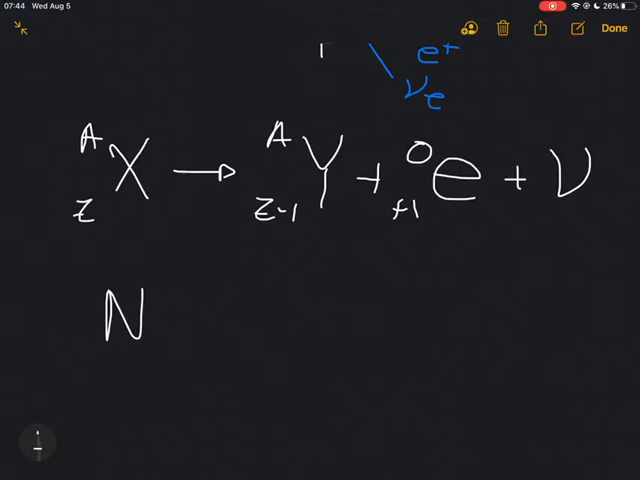 07:44 Wed Aug 5 26%
Done
e+
νe
A A 0
X → Y + e + ν
Z Z-1 +1
N